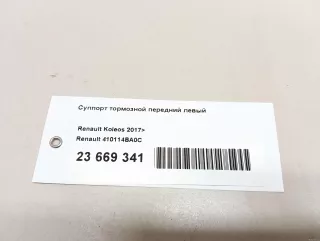 Суппорт тормозной передний левый
Renault Koleos 2017>
Renault 410114BA0C
23 669 341